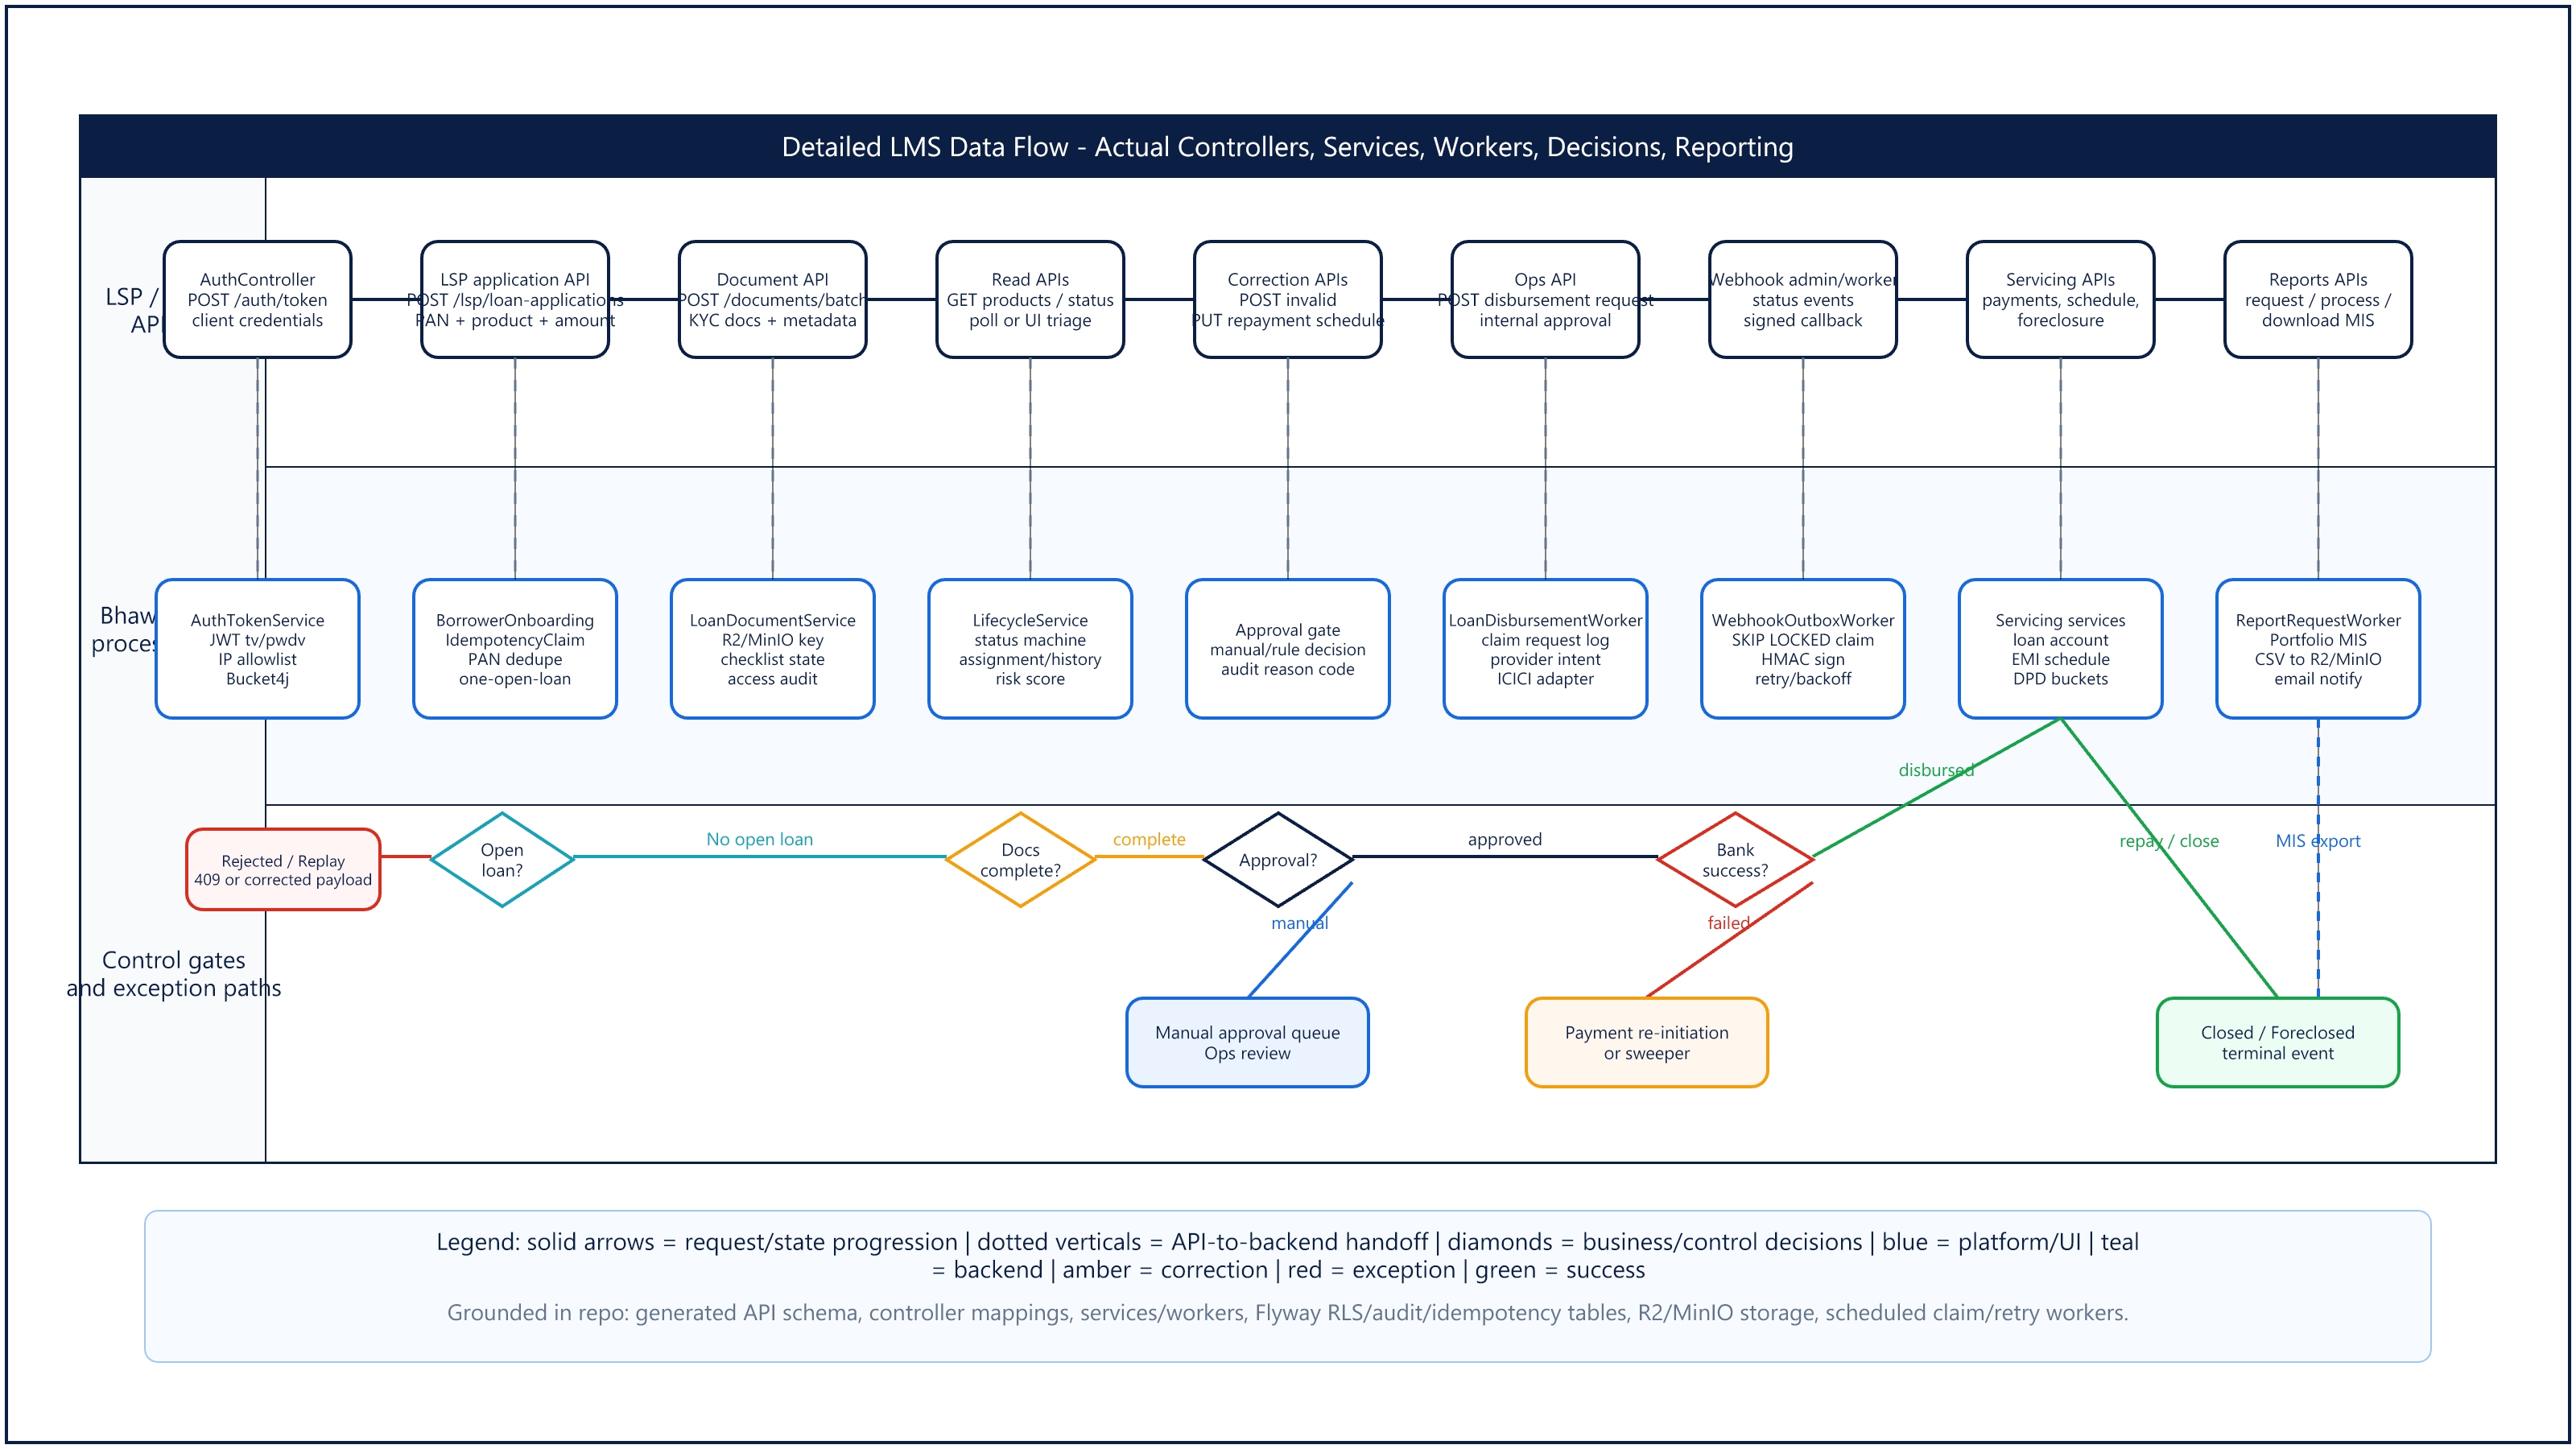 Detailed LMS Data Flow - Actual Controllers, Services, Workers, Decisions, Reporting
LSP /
API
AuthController
POST /auth/token
client credentials
LSP application API
POST /lsp/loan-applications
PAN + product + amount
Document API
POST /documents/batch
KYC docs + metadata
Read APIs
GET products / status
poll or UI triage
Correction APIs
POST invalid
PUT repayment schedule
Ops API
POST disbursement request
internal approval
Webhook admin/worker
status events
signed callback
Servicing APIs
payments, schedule,
foreclosure
Reports APIs
request / process /
download MIS
AuthTokenService
JWT tv/pwdv
IP allowlist
Bucket4j
BorrowerOnboarding
IdempotencyClaim
PAN dedupe
one-open-loan
LoanDocumentService
R2/MinIO key
checklist state
access audit
LifecycleService
status machine
assignment/history
risk score
Approval gate
manual/rule decision
audit reason code
LoanDisbursementWorker
claim request log
provider intent
ICICI adapter
WebhookOutboxWorker
SKIP LOCKED claim
HMAC sign
retry/backoff
Servicing services
loan account
EMI schedule
DPD buckets
ReportRequestWorker
Portfolio MIS
CSV to R2/MinIO
email notify
disbursed
Rejected / Replay
409 or corrected payload
Open
loan?
No open loan
Docs
complete?
complete
Approval?
approved
Bank
success?
repay / close
MIS export
manual
failed
Control gates
and exception paths
Manual approval queue
Ops review
Payment re-initiation
or sweeper
Closed / Foreclosed
terminal event
Legend: solid arrows = request/state progression | dotted verticals = API-to-backend handoff | diamonds = business/control decisions | blue = platform/UI | teal
= backend | amber = correction | red = exception | green = success
Grounded in repo: generated API schema, controller mappings, services/workers, Flyway RLS/audit/idempotency tables, R2/MinIO storage, scheduled claim/retry workers.